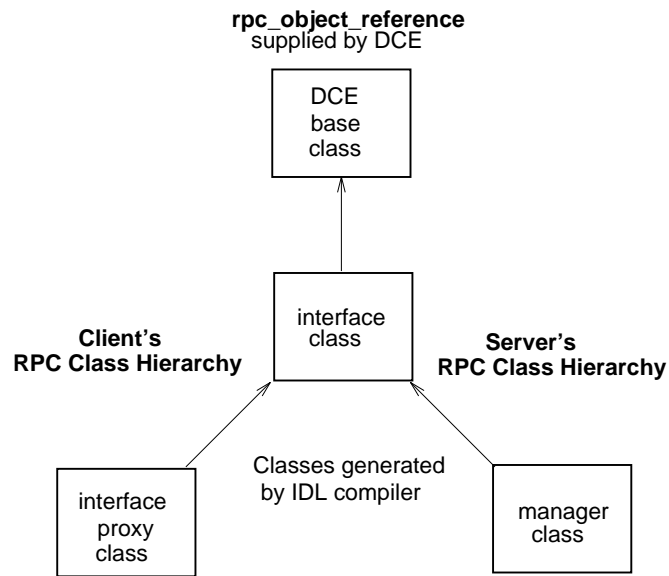 rpc_object_reference
supplied by DCE
DCE
base
class
interface
class
Client's
RPC Class Hierarchy
Server's
RPC Class Hierarchy
Classes generated
by IDL compiler
interface
proxy
class
manager
class